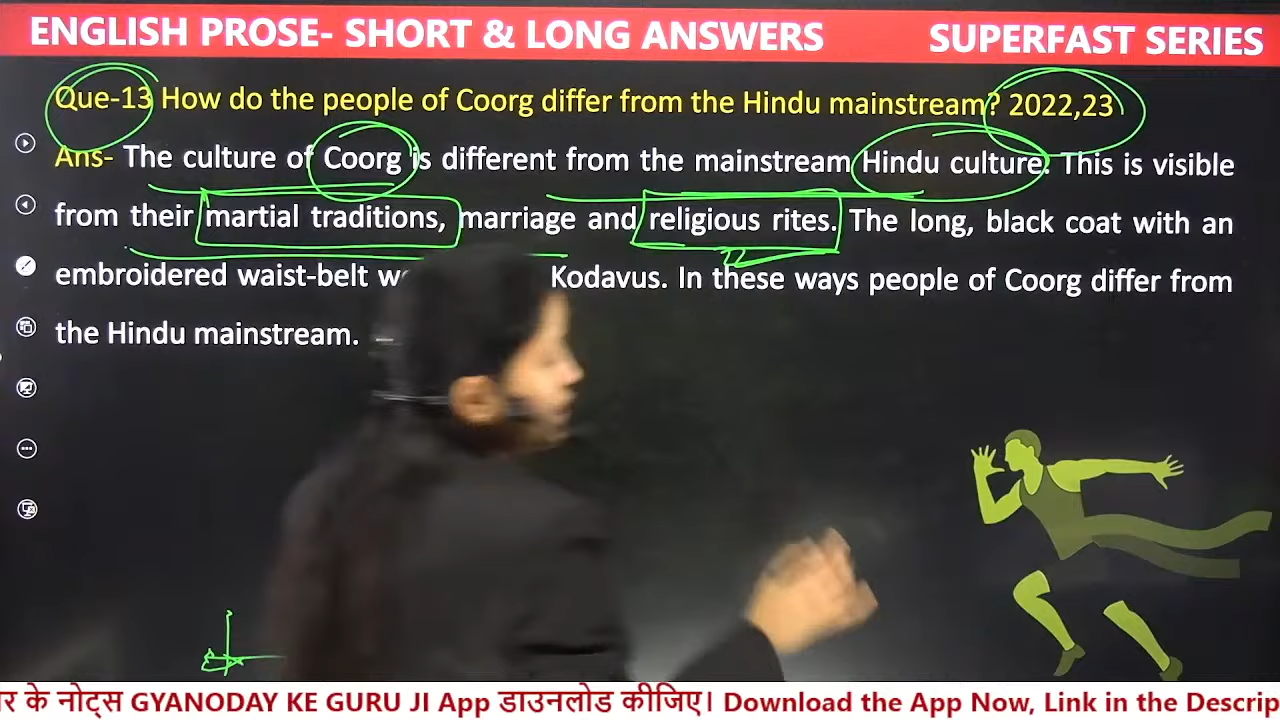 ENGLISH PROSE- SHORT & LONG ANSWERS SUPERFAST SERIES
Que-13 How do the people of Coorg differ from the Hindu mainstream? 2022,23
Ans- The culture of Coorg is different from the mainstream Hindu culture. This is visible
from their martial traditions, marriage and religious rites. The long, black coat with an
embroidered waist-belt Kodavus. In these ways people of Coorg differ from
the Hindu mainstream.
के नोट्स GYANODAY KE GURU JI App डाउनलोड कीजिए। Download the App Now, Link in the